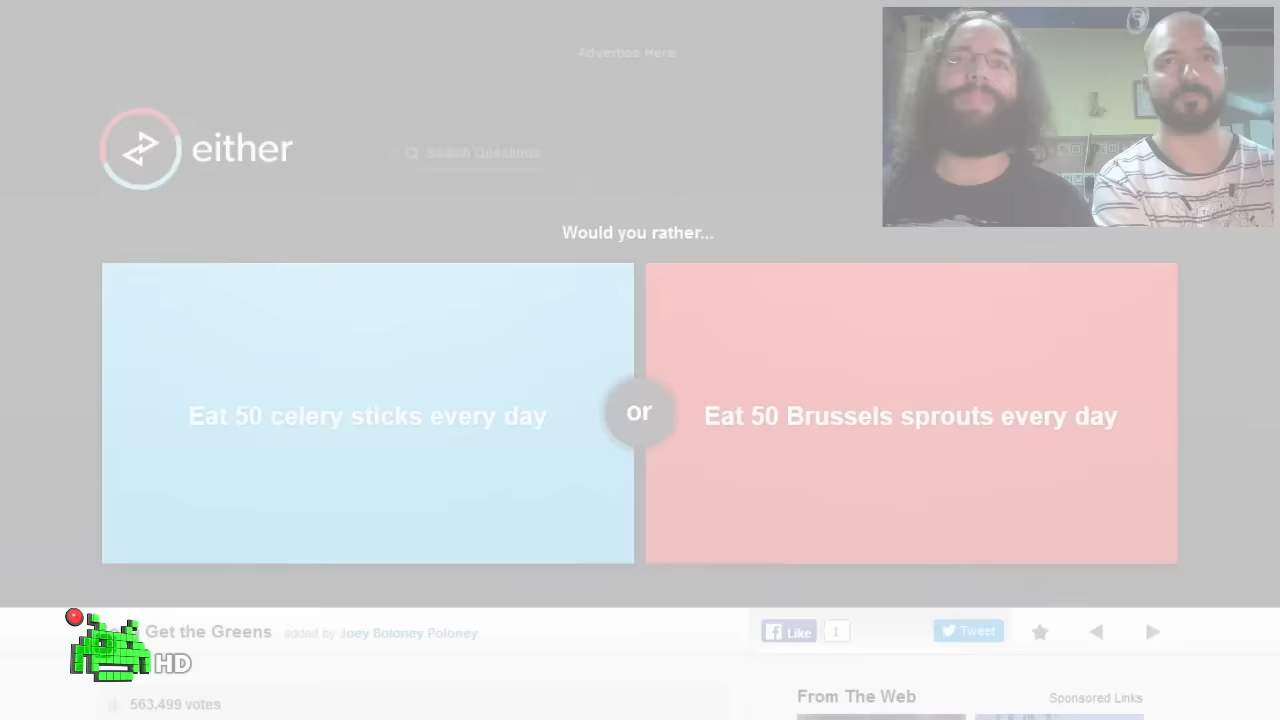 Advertise Here
either
Search Questions
Would you rather...
Eat 50 celery sticks every day
or
Eat 50 Brussels sprouts every day
Get the Greens added by Joey Botoney Poloney
Like 1
Tweet
HD
563,499 votes
From The Web
Sponsored Links